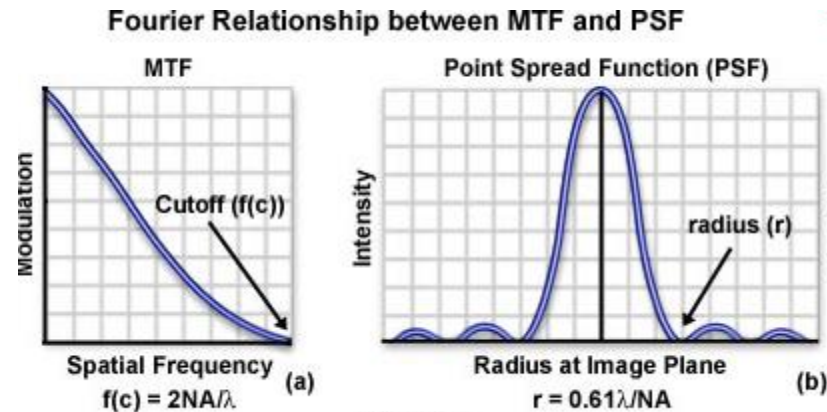 Fourier Relationship between MTF and PSF
MTF
Modulation
Cutoff (f(c))
Spatial Frequency
(a)
f(c) = 2NA/λ
Point Spread Function (PSF)
Intensity
radius (r)
Radius at Image Plane
(b)
r = 0.61λ/NA